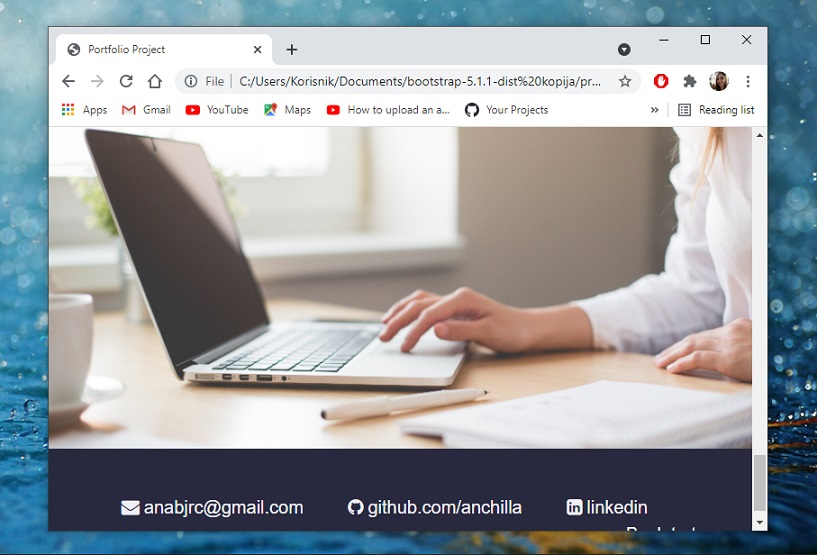 Portfolio Project
File C:/Users/Korisnik/Documents/bootstrap-5.1.1-dist%20kopija/pr...
Apps Gmail YouTube Maps How to upload an a... Your Projects » Reading list
anabjrc@gmail.com github.com/anchilla linkedin